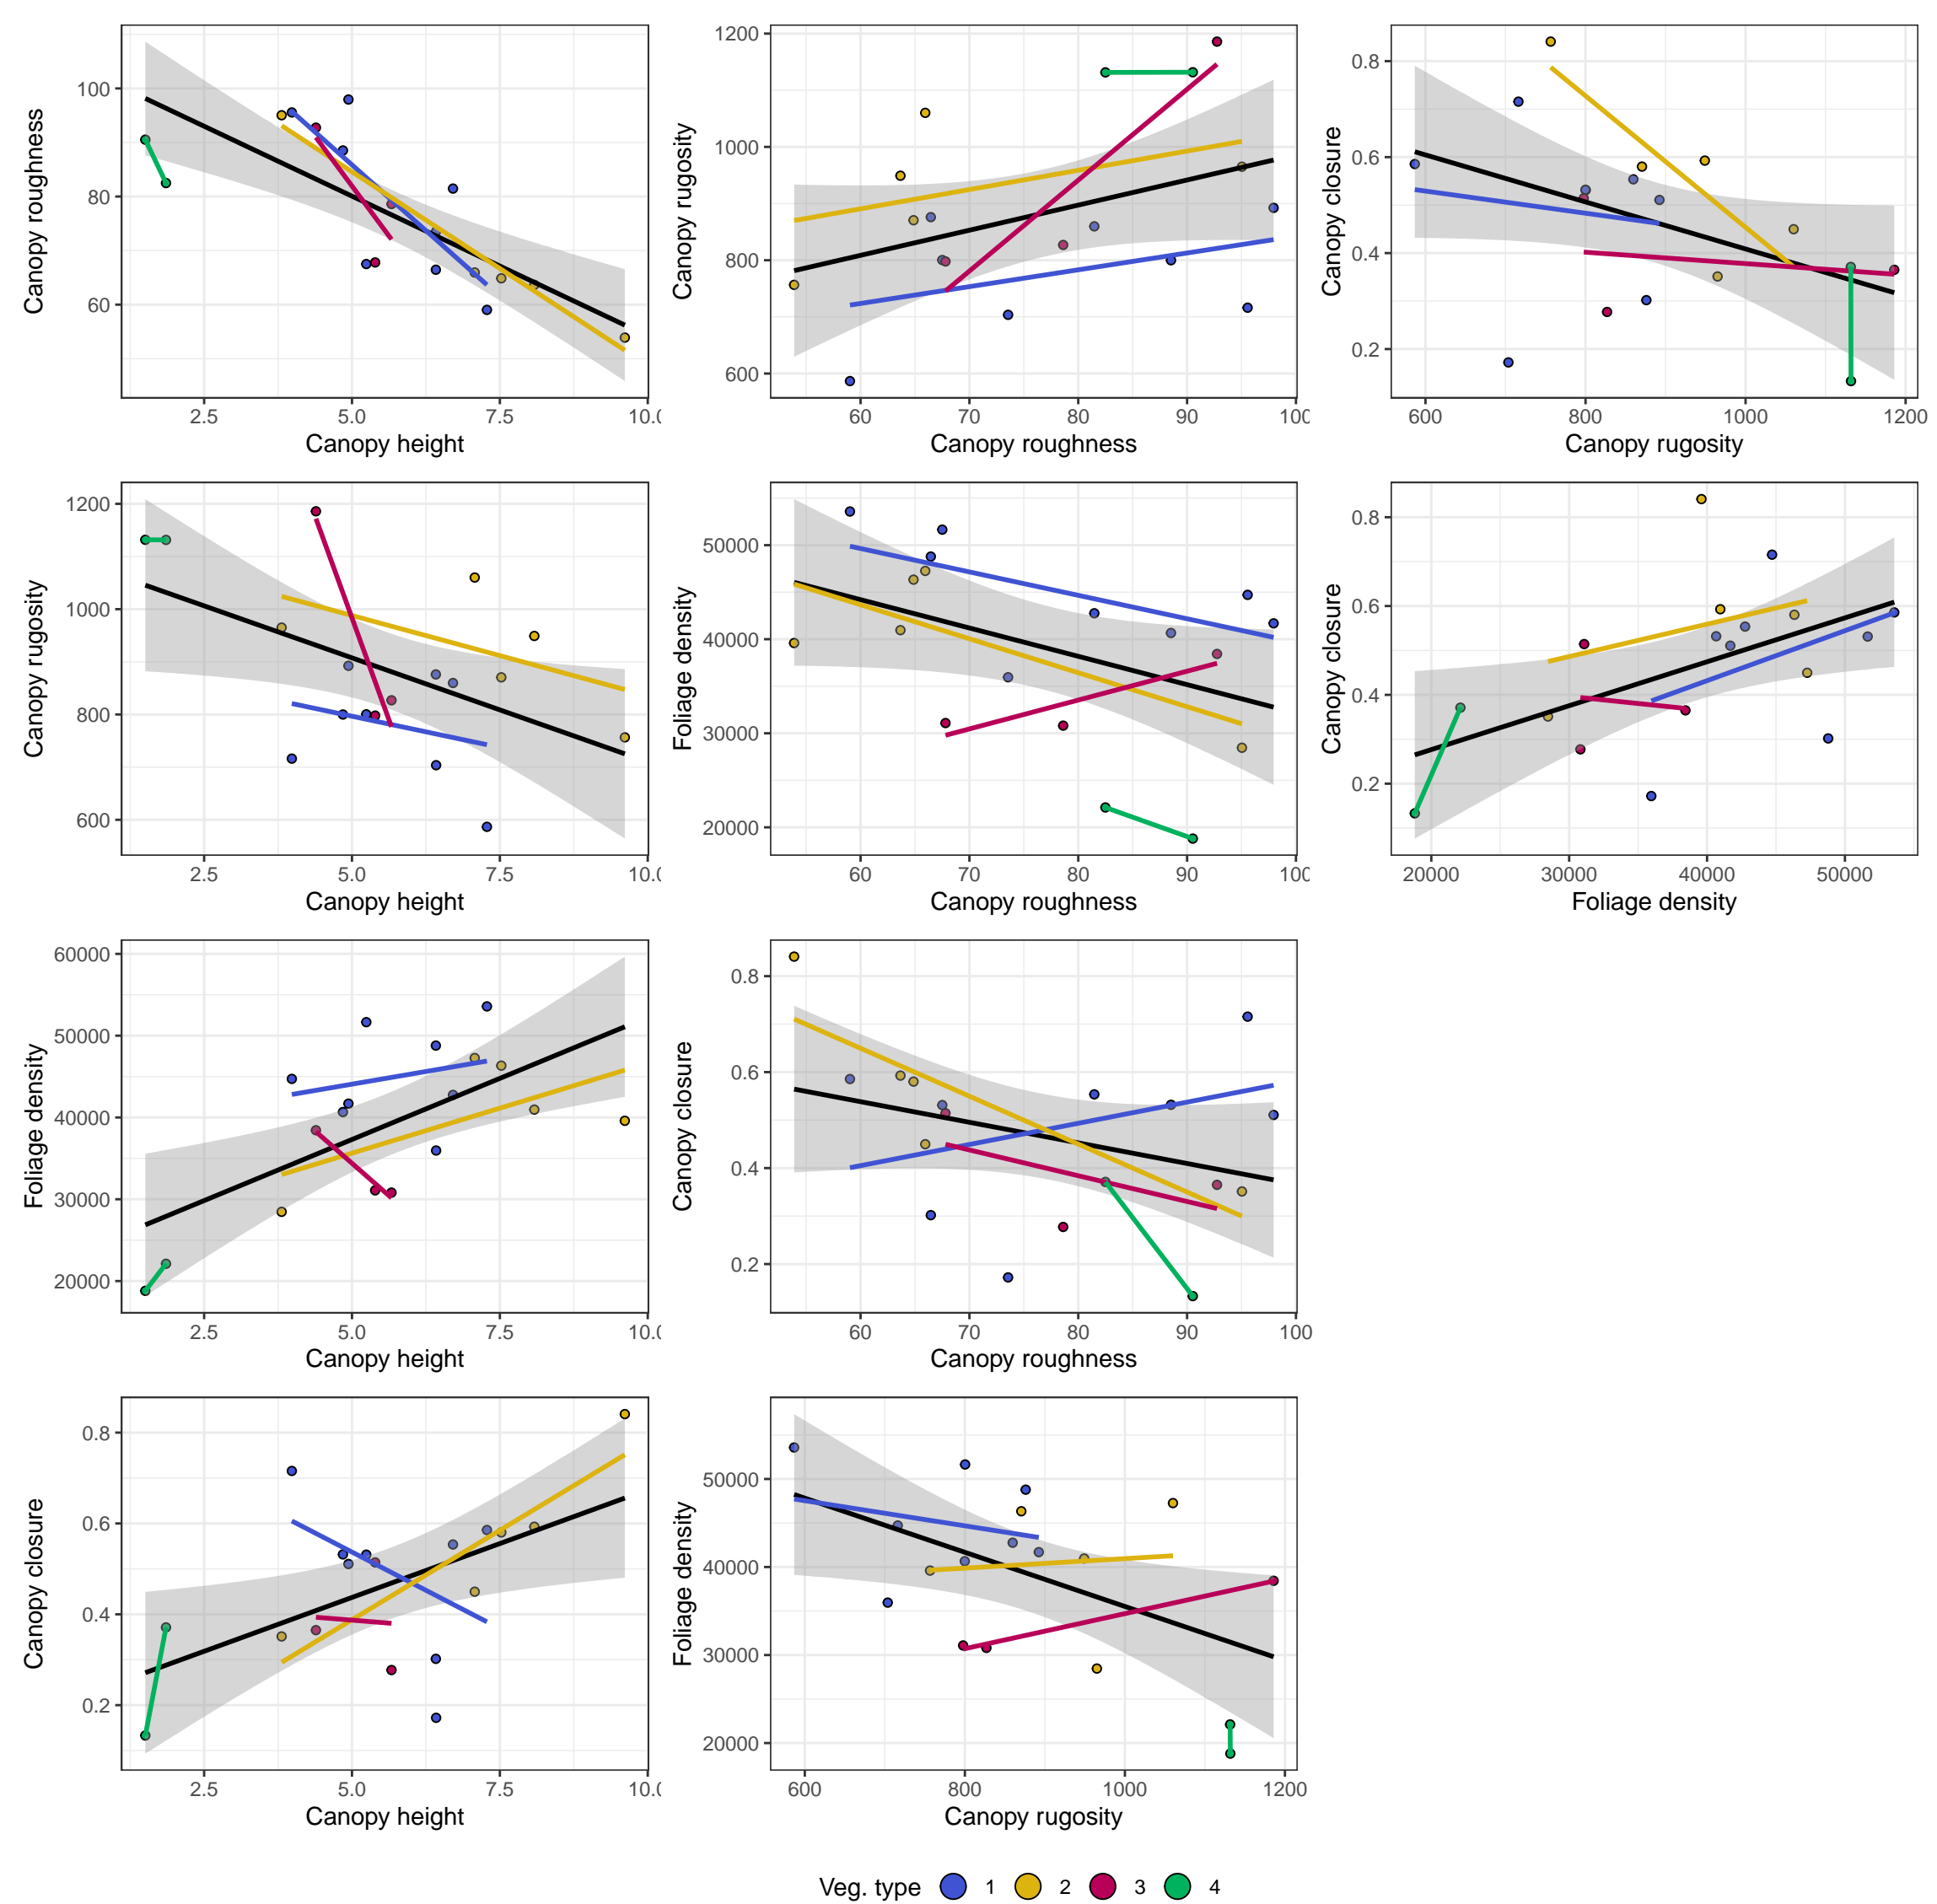 Canopy roughness
100
80
60
2.5 5.0 7.5 10.0
Canopy height
Canopy rugosity
1200
1000
800
600
60 70 80 90 100
Canopy roughness
Canopy closure
0.8
0.6
0.4
0.2
600 800 1000 1200
Canopy rugosity
Canopy rugosity
1200
1000
800
600
2.5 5.0 7.5 10.0
Canopy height
Foliage density
50000
40000
30000
20000
60 70 80 90 100
Canopy roughness
Canopy closure
0.8
0.6
0.4
0.2
20000 30000 40000 50000
Foliage density
Foliage density
60000
50000
40000
30000
20000
2.5 5.0 7.5 10.0
Canopy height
Canopy closure
0.8
0.6
0.4
0.2
60 70 80 90 100
Canopy roughness
Canopy closure
0.8
0.6
0.4
0.2
2.5 5.0 7.5 10.0
Canopy height
Foliage density
50000
40000
30000
20000
600 800 1000 1200
Canopy rugosity
Veg. type 1 2 3 4